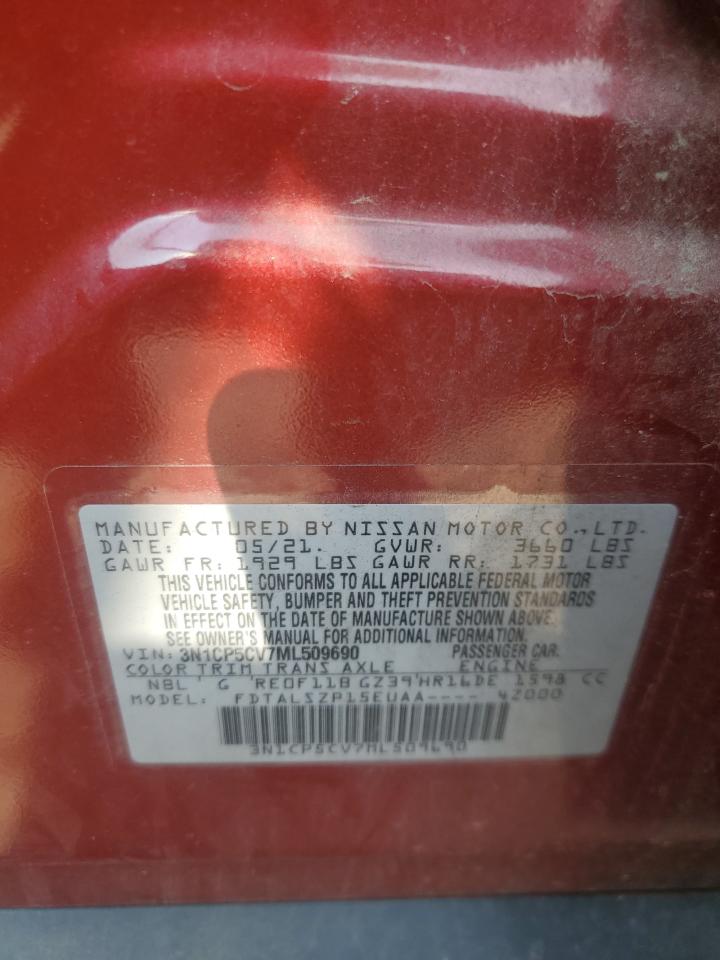 MANUFACTURED BY NISSAN MOTOR CO.,LTD.
DATE: 05/21. GVWR: 3660 LBS
GAWR FR: 1929 LBS GAWR RR: 1731 LBS
THIS VEHICLE CONFORMS TO ALL APPLICABLE FEDERAL MOTOR
VEHICLE SAFETY, BUMPER AND THEFT PREVENTION STANDARDS
IN EFFECT ON THE DATE OF MANUFACTURE SHOWN ABOVE.
SEE OWNER'S MANUAL FOR ADDITIONAL INFORMATION.
VIN: 3N1CP5CV7ML509690 PASSENGER CAR.
COLOR TRIM TRANS AXLE ENGINE
NBL G RE0F11B GZ39 HR16DE 1598 CC
MODEL: FDTALSZP15EUAA---- 42000
3N1CP5CV7ML509690